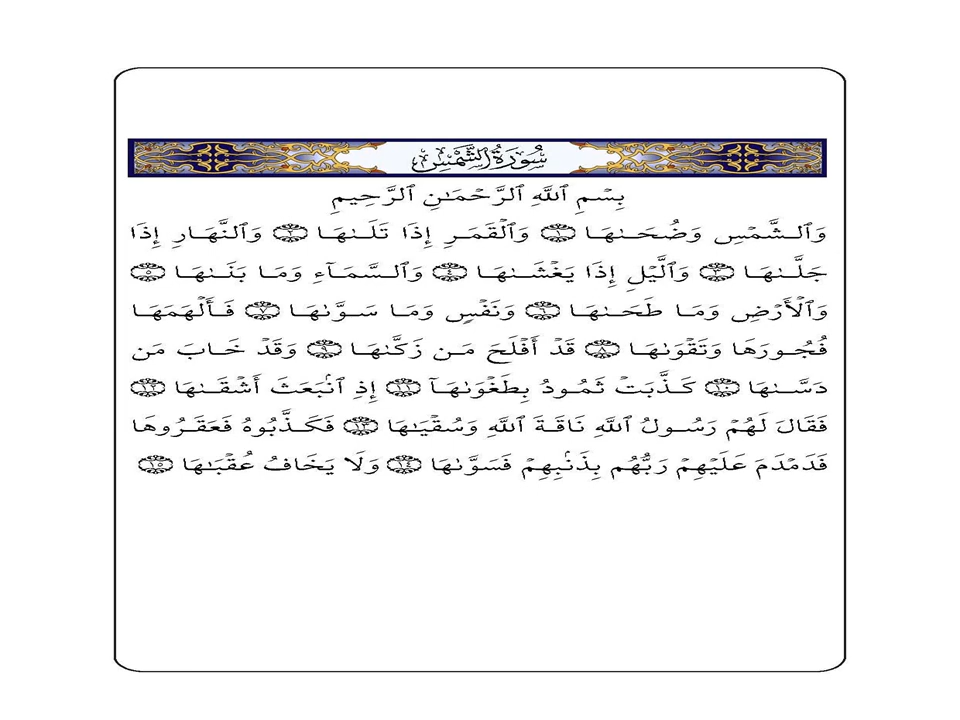 سُورَةُ الشَّمْسِ
بِسْمِ ٱللَّهِ ٱلرَّحْمَـٰنِ ٱلرَّحِيمِ
وَٱلشَّمْسِ وَضُحَىٰهَا ١ وَٱلْقَمَرِ إِذَا تَلَىٰهَا ٢ وَٱلنَّهَارِ إِذَا
جَلَّىٰهَا ٣ وَٱلَّيْلِ إِذَا يَغْشَىٰهَا ٤ وَٱلسَّمَآءِ وَمَا بَنَىٰهَا ٥
وَٱلْأَرْضِ وَمَا طَحَىٰهَا ٦ وَنَفْسٍ وَمَا سَوَّىٰهَا ٧ فَأَلْهَمَهَا
فُجُورَهَا وَتَقْوَىٰهَا ٨ قَدْ أَفْلَحَ مَن زَكَّىٰهَا ٩ وَقَدْ خَابَ مَن
دَسَّىٰهَا ١٠ كَذَّبَتْ ثَمُودُ بِطَغْوَىٰهَآ ١١ إِذِ ٱنۢبَعَثَ أَشْقَىٰهَا ١٢
فَقَالَ لَهُمْ رَسُولُ ٱللَّهِ نَاقَةَ ٱللَّهِ وَسُقْيَـٰهَا ١٣ فَكَذَّبُوهُ فَعَقَرُوهَا
فَدَمْدَمَ عَلَيْهِمْ رَبُّهُم بِذَنۢبِهِمْ فَسَوَّىٰهَا ١٤ وَلَا يَخَافُ عُقْبَـٰهَا ١٥